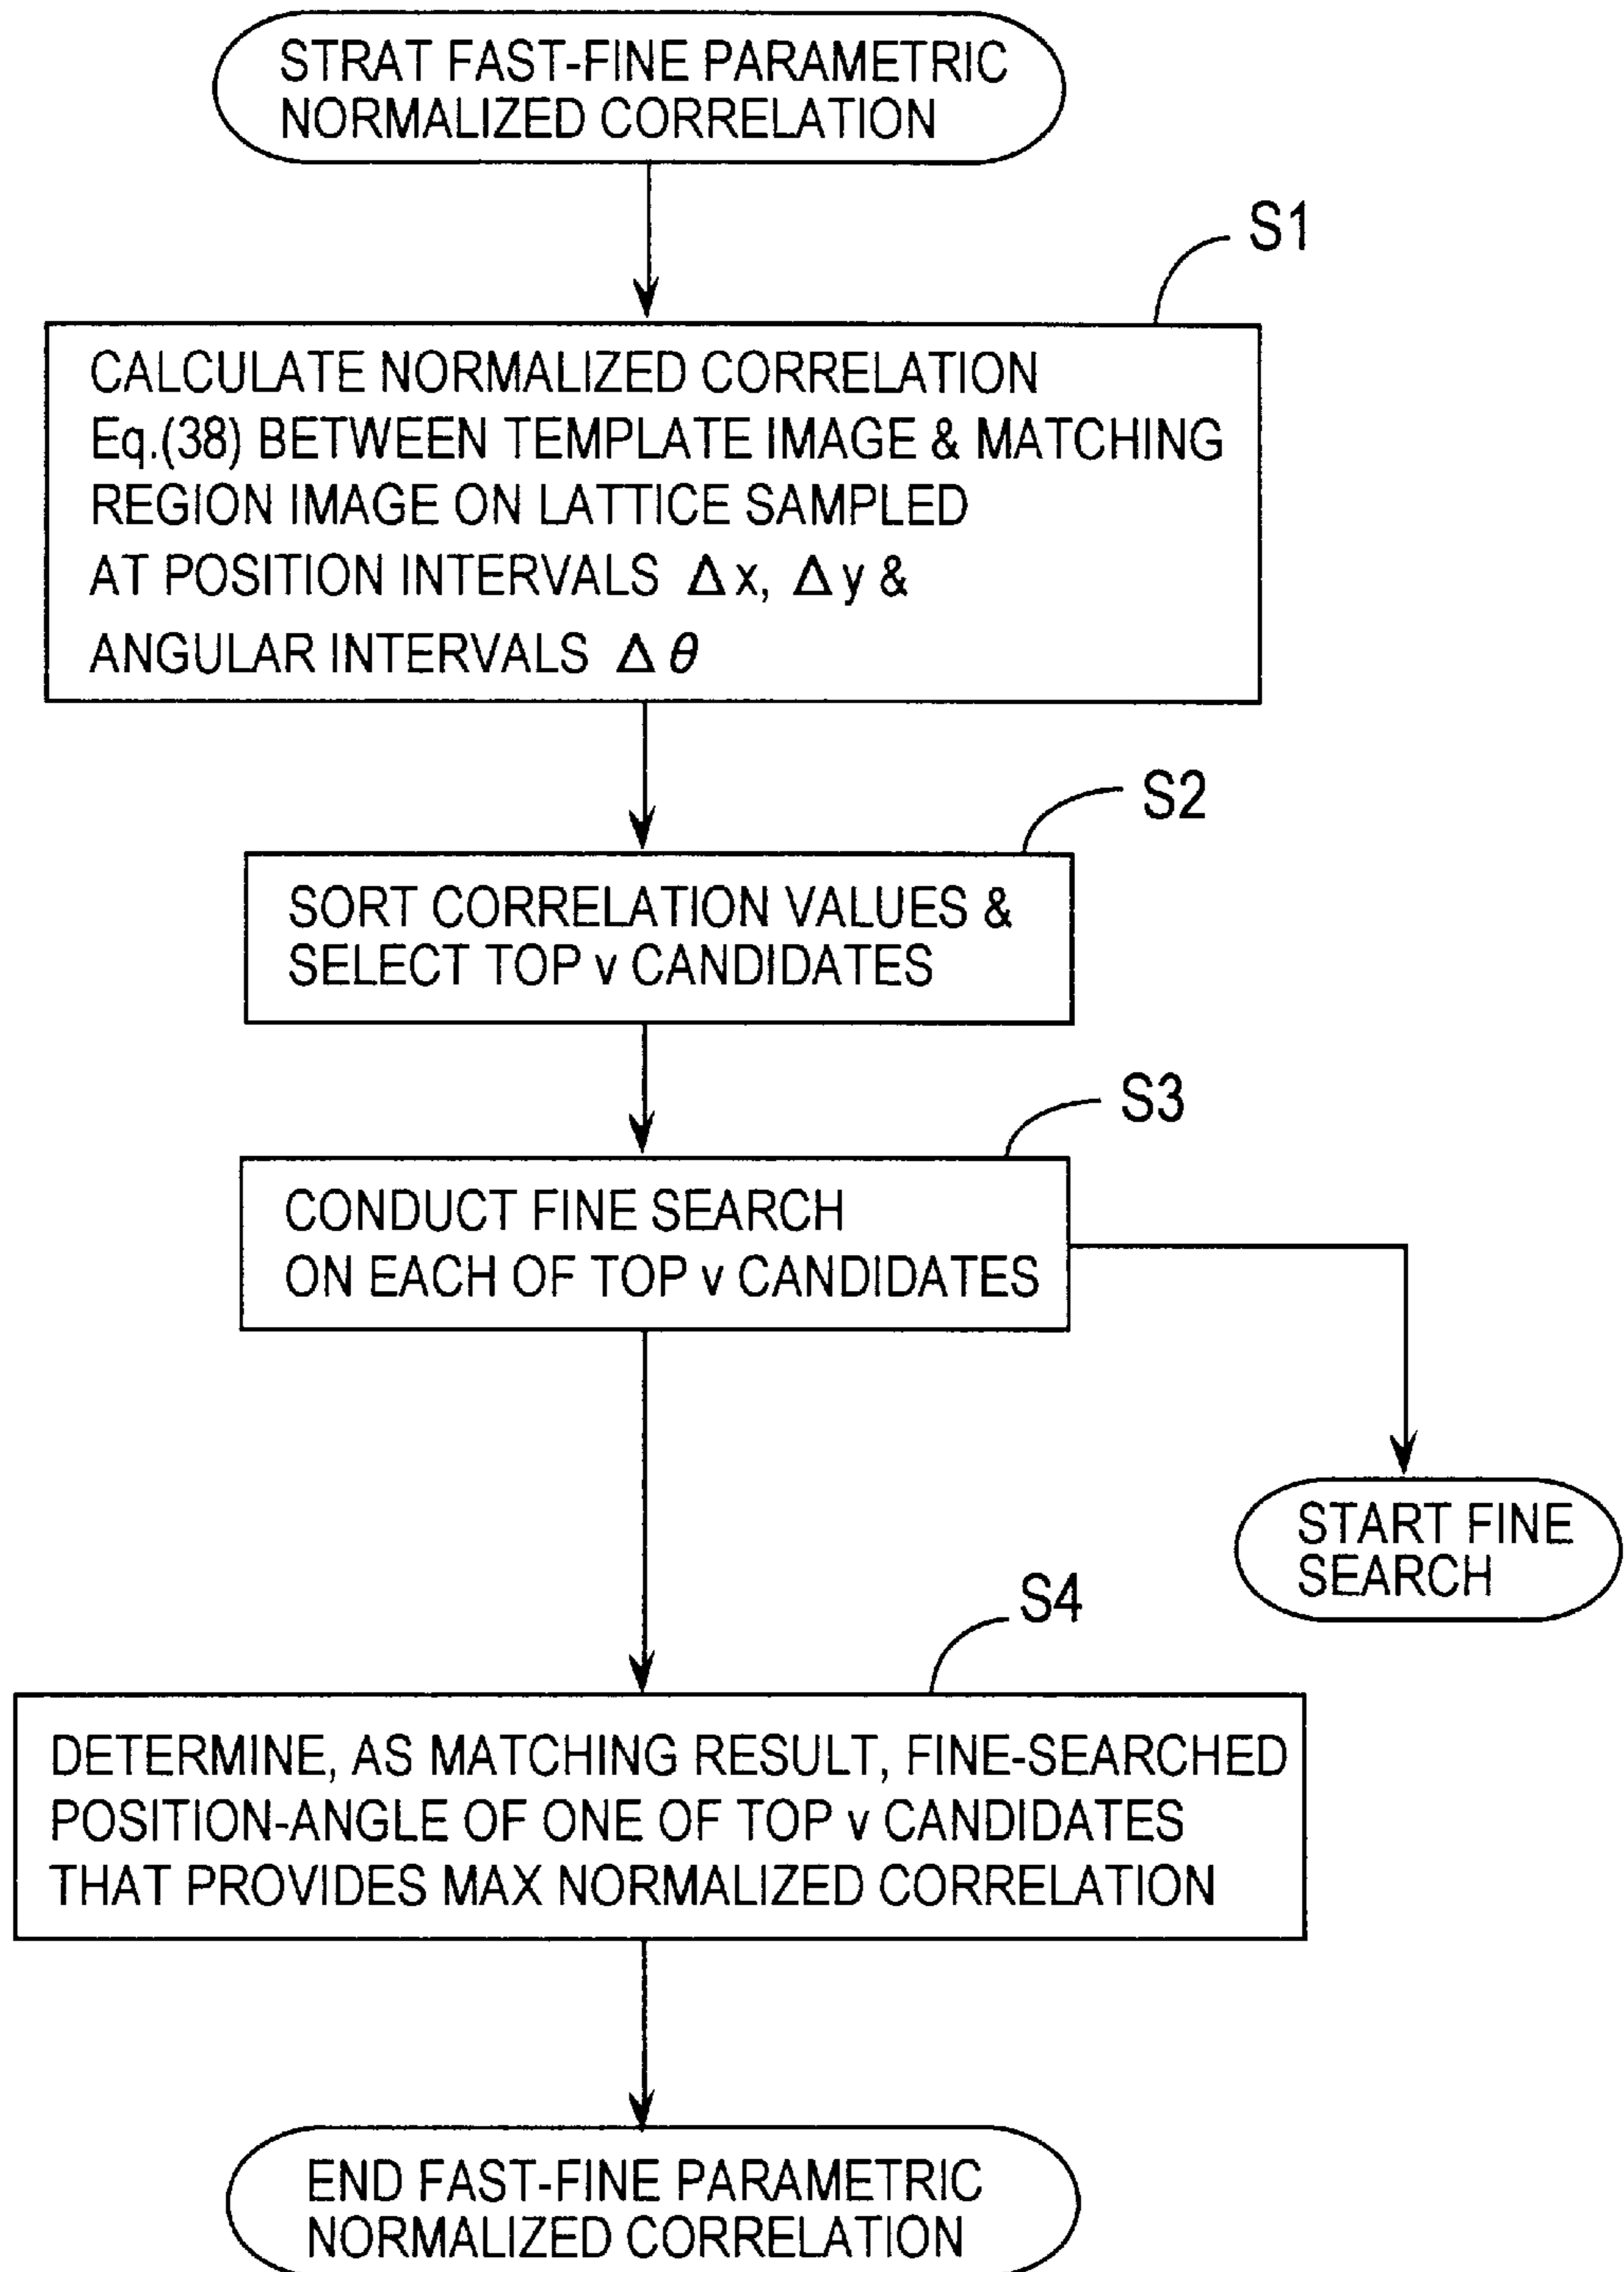 STRAT FAST-FINE PARAMETRIC
NORMALIZED CORRELATION
S1
CALCULATE NORMALIZED CORRELATION
Eq.(38) BETWEEN TEMPLATE IMAGE & MATCHING
REGION IMAGE ON LATTICE SAMPLED
AT POSITION INTERVALS Δx, Δy &
ANGULAR INTERVALS Δθ
S2
SORT CORRELATION VALUES &
SELECT TOP v CANDIDATES
S3
CONDUCT FINE SEARCH
ON EACH OF TOP v CANDIDATES
START FINE
SEARCH
S4
DETERMINE, AS MATCHING RESULT, FINE-SEARCHED
POSITION-ANGLE OF ONE OF TOP v CANDIDATES
THAT PROVIDES MAX NORMALIZED CORRELATION
END FAST-FINE PARAMETRIC
NORMALIZED CORRELATION